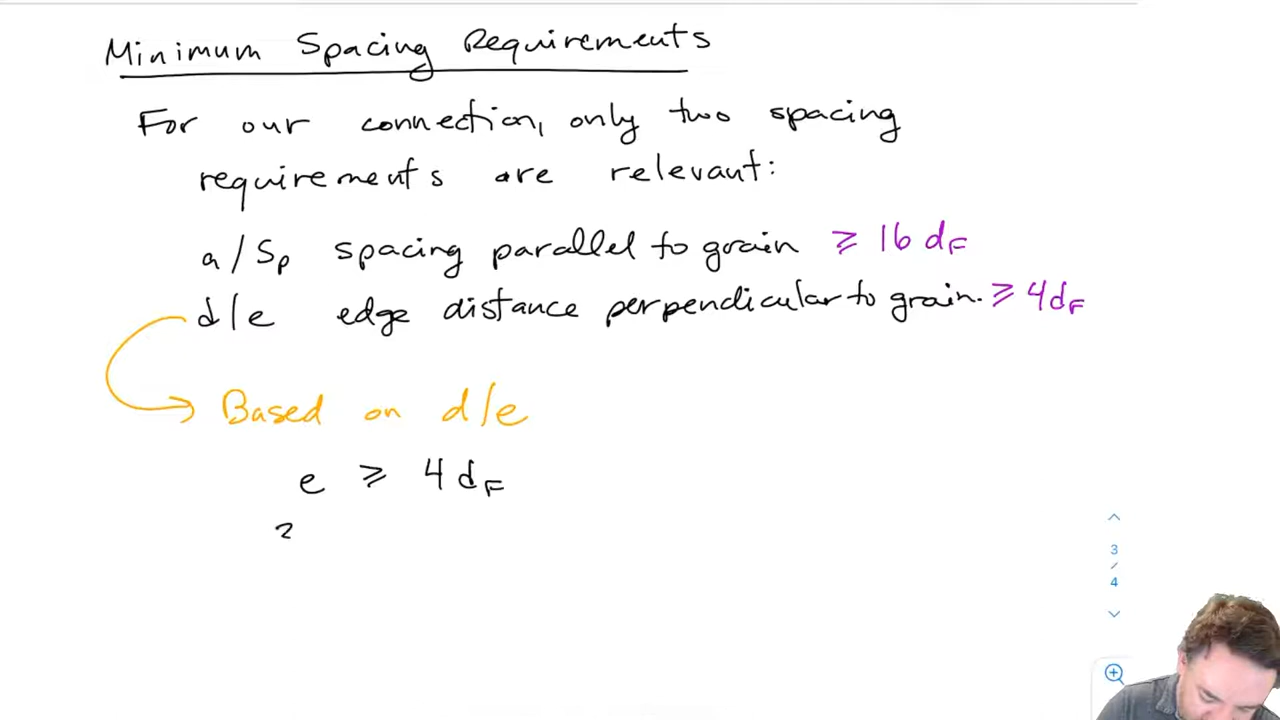 Minimum Spacing Requirements
For our connection, only two spacing
requirements are relevant:
a/Sp spacing parallel to grain ≥ 16 dF
d/e edge distance perpendicular to grain. ≥ 4dF
Based on d/e
e ≥ 4 dF
2
3
/
4